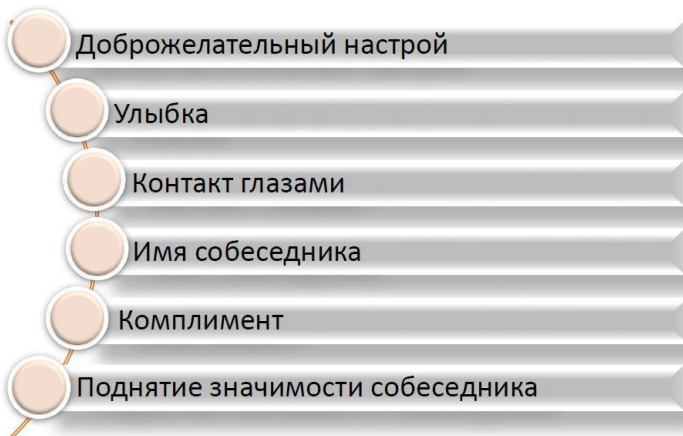 Доброжелательный настрой
Улыбка
Контакт глазами
Имя собеседника
Комплимент
Поднятие значимости собеседника